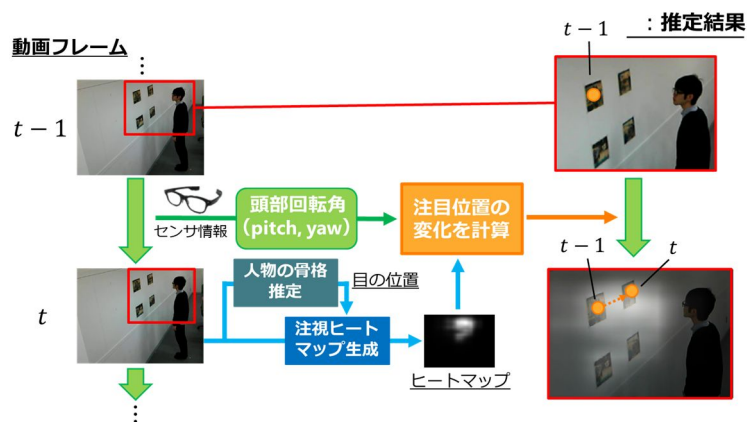 動画フレーム
⋮
: 推定結果
t − 1
t − 1
センサ情報
頭部回転角
(pitch, yaw)
注目位置の
変化を計算
t
人物の骨格
推定
目の位置
注視ヒート
マップ生成
ヒートマップ
t − 1
t
⋮